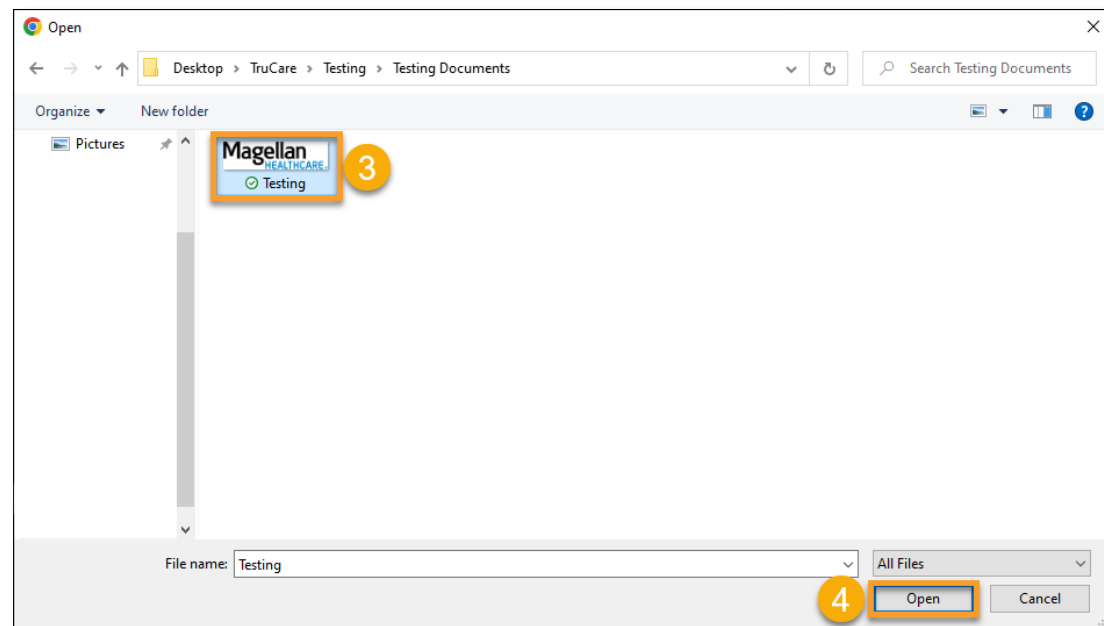 Open
Desktop > TruCare > Testing > Testing Documents
Search Testing Documents
Organize
New folder
Pictures
Magellan
HEALTHCARE.
Testing
3
File name: Testing
All Files
4
Open
Cancel